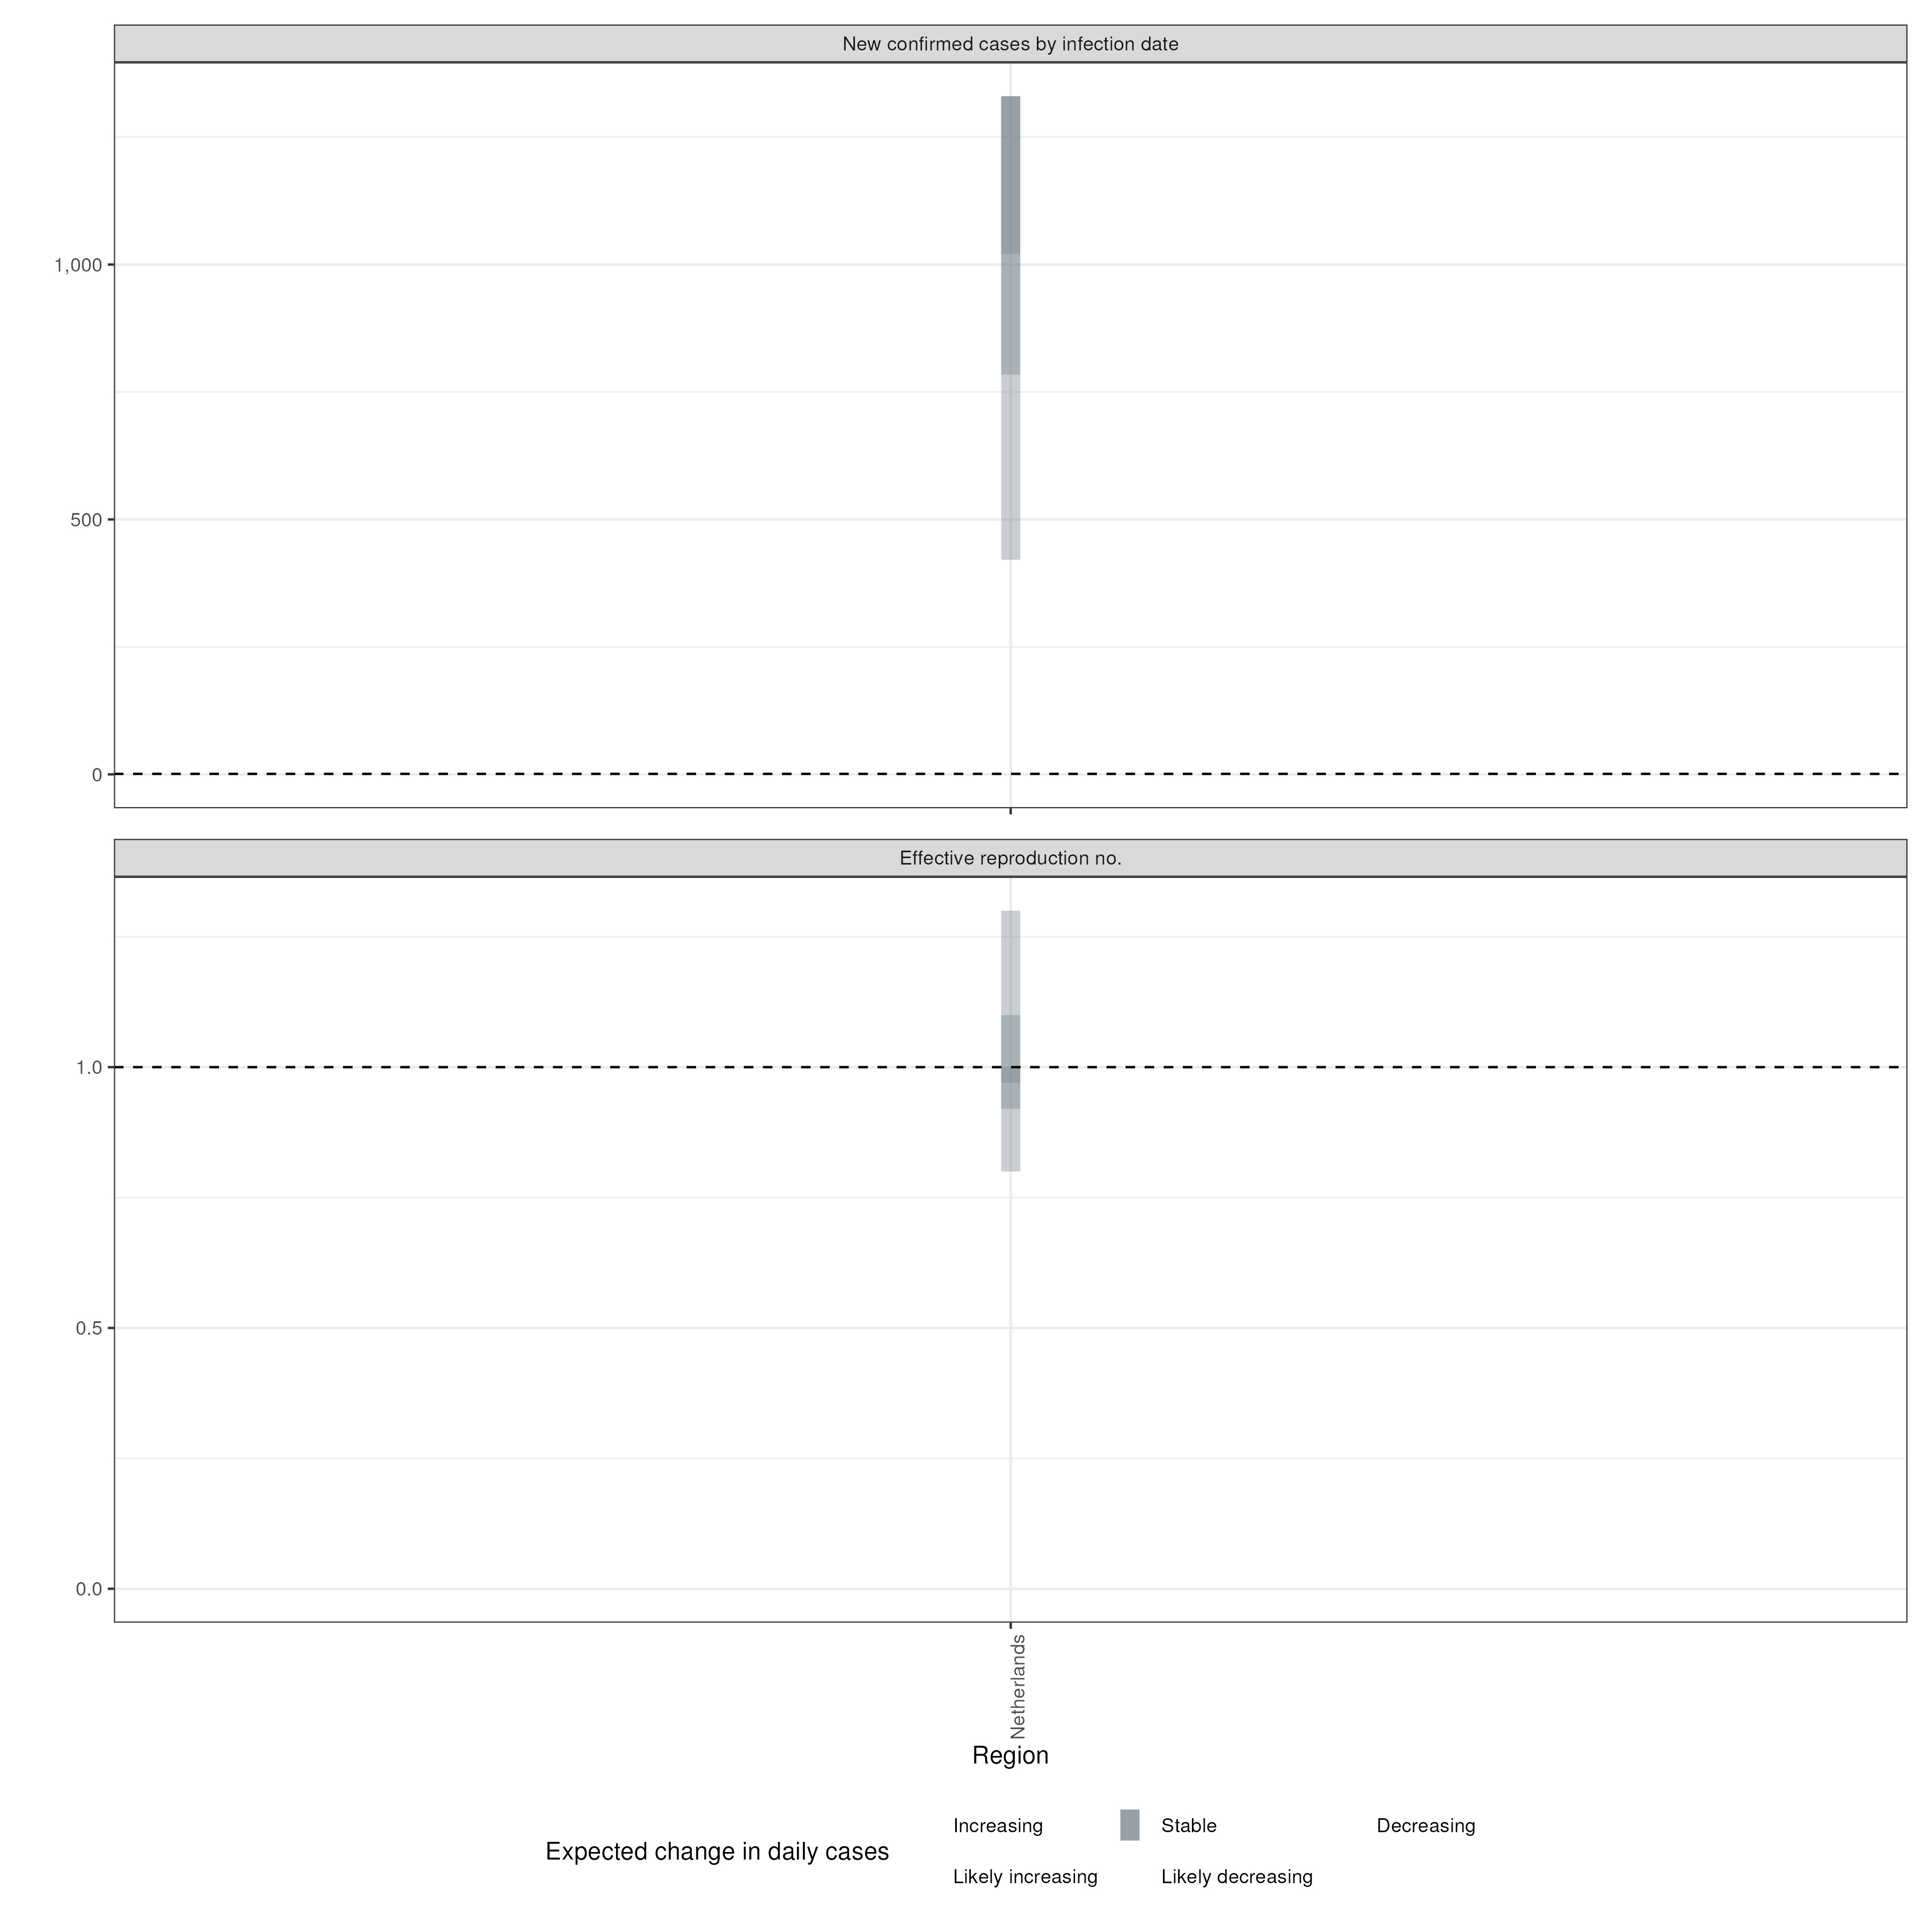 New confirmed cases by infection date
1,000
500
0
Effective reproduction no.
1.0
0.5
0.0
Netherlands
Region
Expected change in daily cases
Increasing
Stable
Decreasing
Likely increasing
Likely decreasing